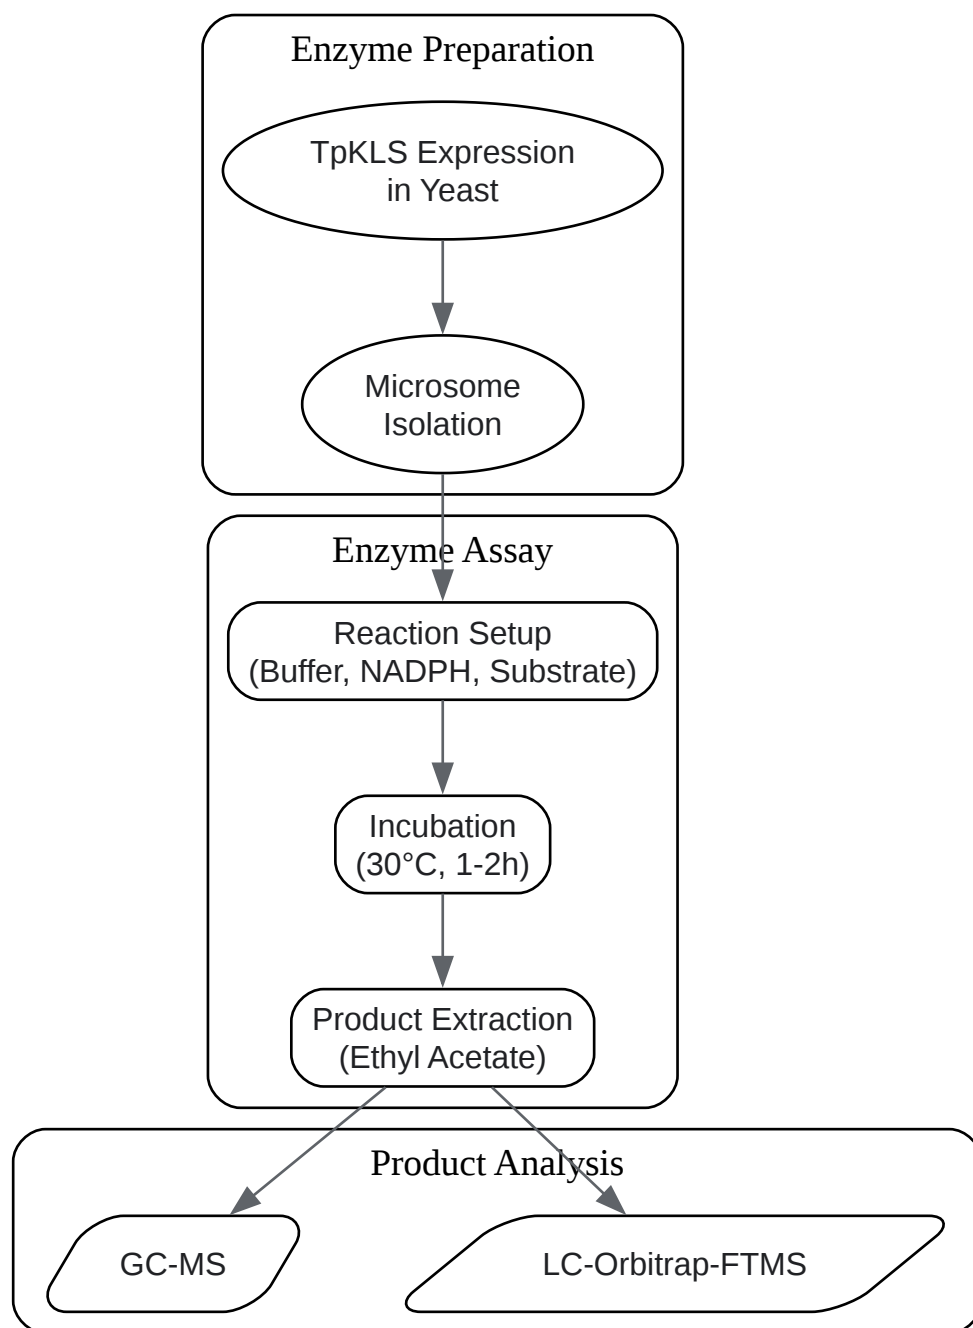 Enzyme Preparation
TpKLS Expression
in Yeast
Microsome
Isolation
Enzyme Assay
Reaction Setup
(Buffer, NADPH, Substrate)
Incubation
(30°C, 1-2h)
Product Extraction
(Ethyl Acetate)
Product Analysis
GC-MS
LC-Orbitrap-FTMS